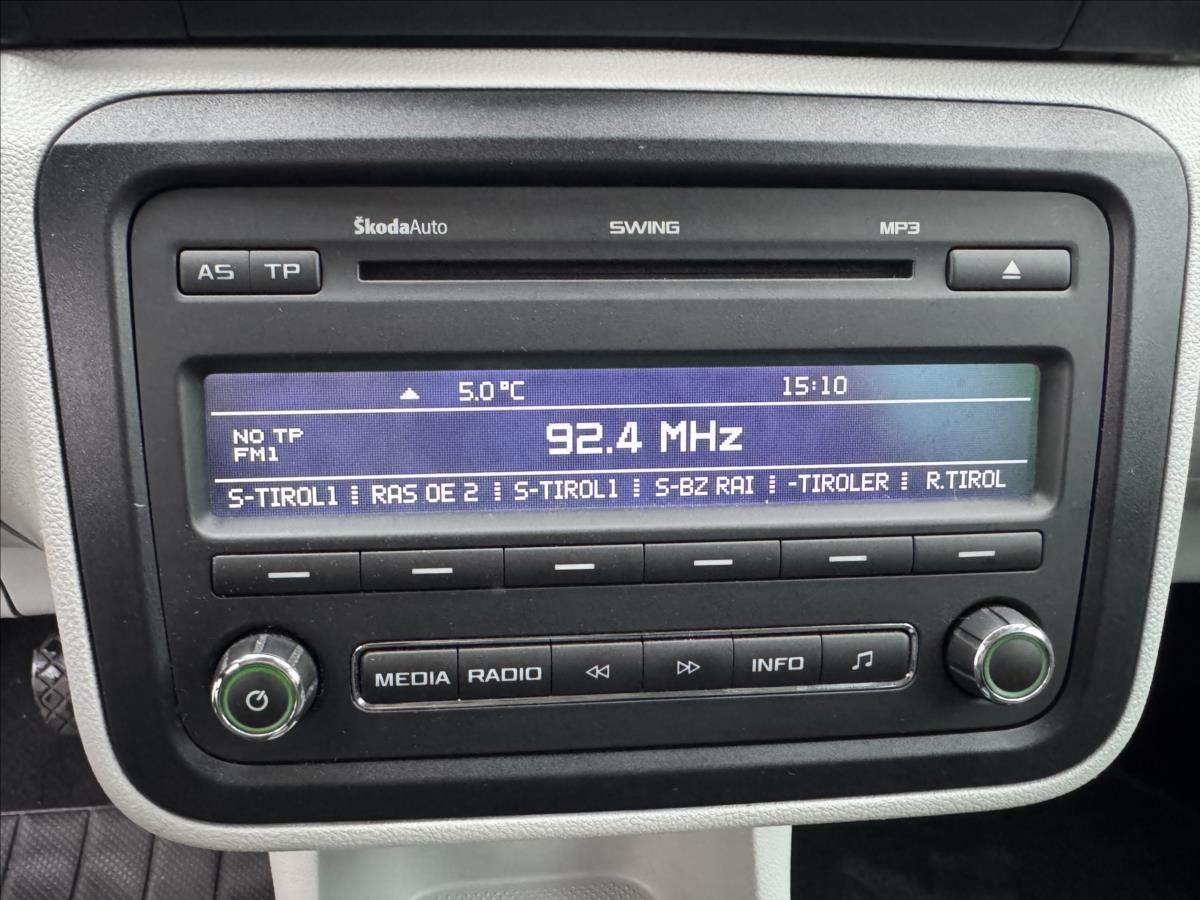 ŠkodaAuto SWING MP3
AS TP
5.0 °C 15:10
NO TP
FM1
92.4 MHz
S-TIROL1 RAS OE 2 S-TIROL1 S-BZ RAI -TIROLER R.TIROL
MEDIA RADIO INFO